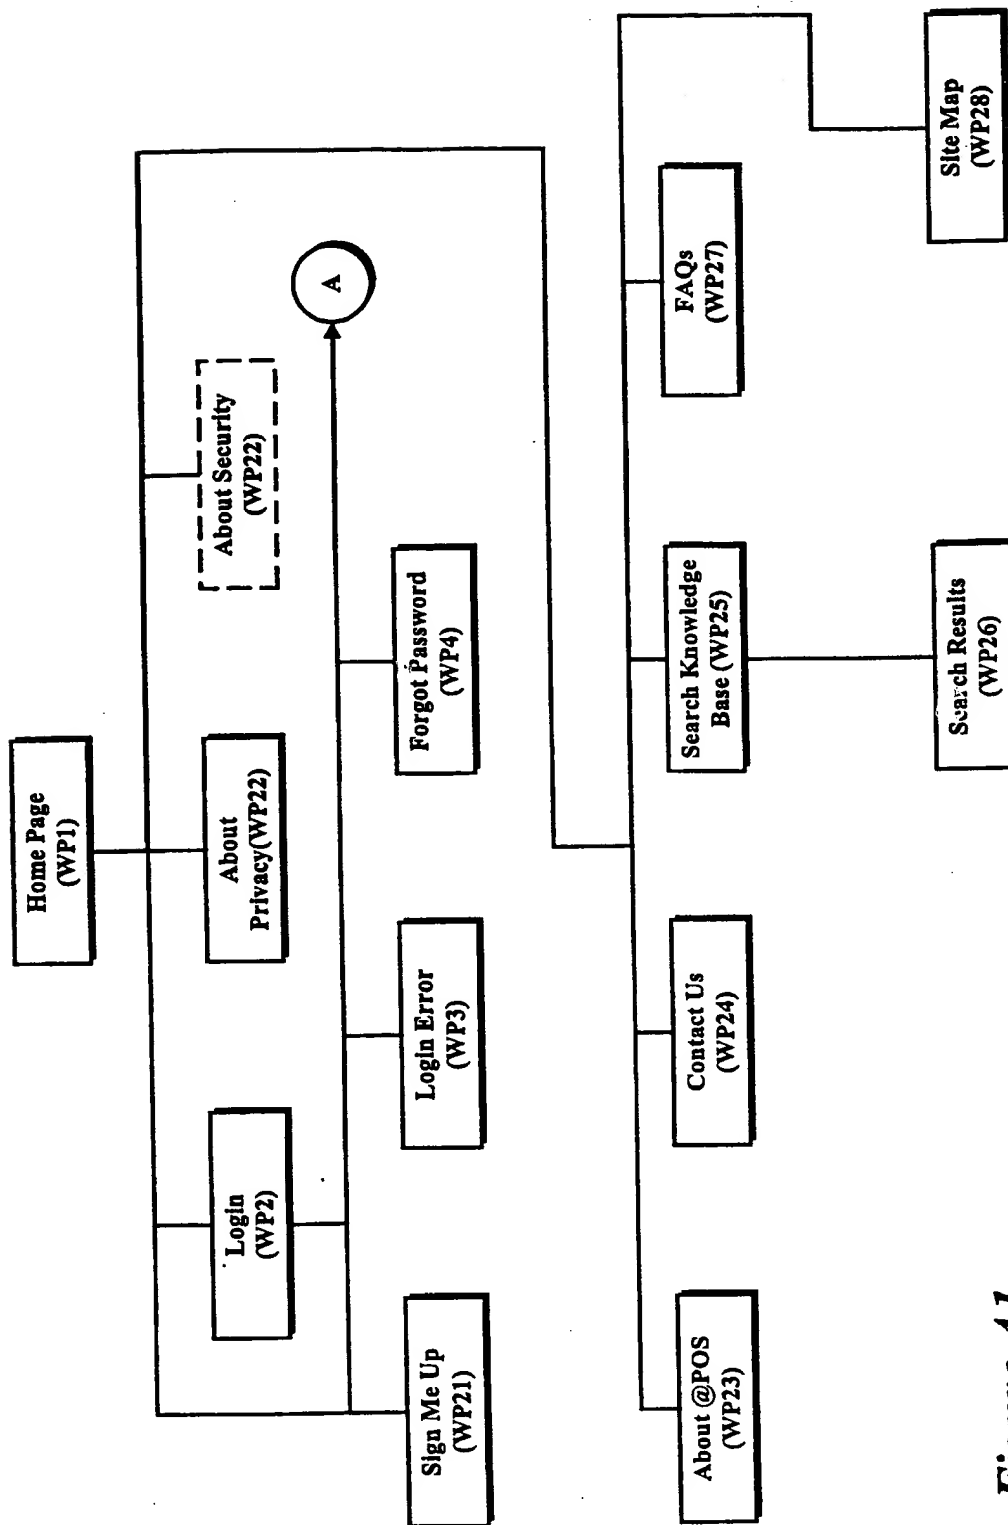 Home Page
(WP1)
Login
(WP2)
About
Privacy(WP22)
About Security
(WP22)
A
Sign Me Up
(WP21)
Login Error
(WP3)
Forgot Password
(WP4)
About @POS
(WP23)
Contact Us
(WP24)
Search Knowledge
Base (WP25)
FAQs
(WP27)
Search Results
(WP26)
Site Map
(WP28)
Figure 41